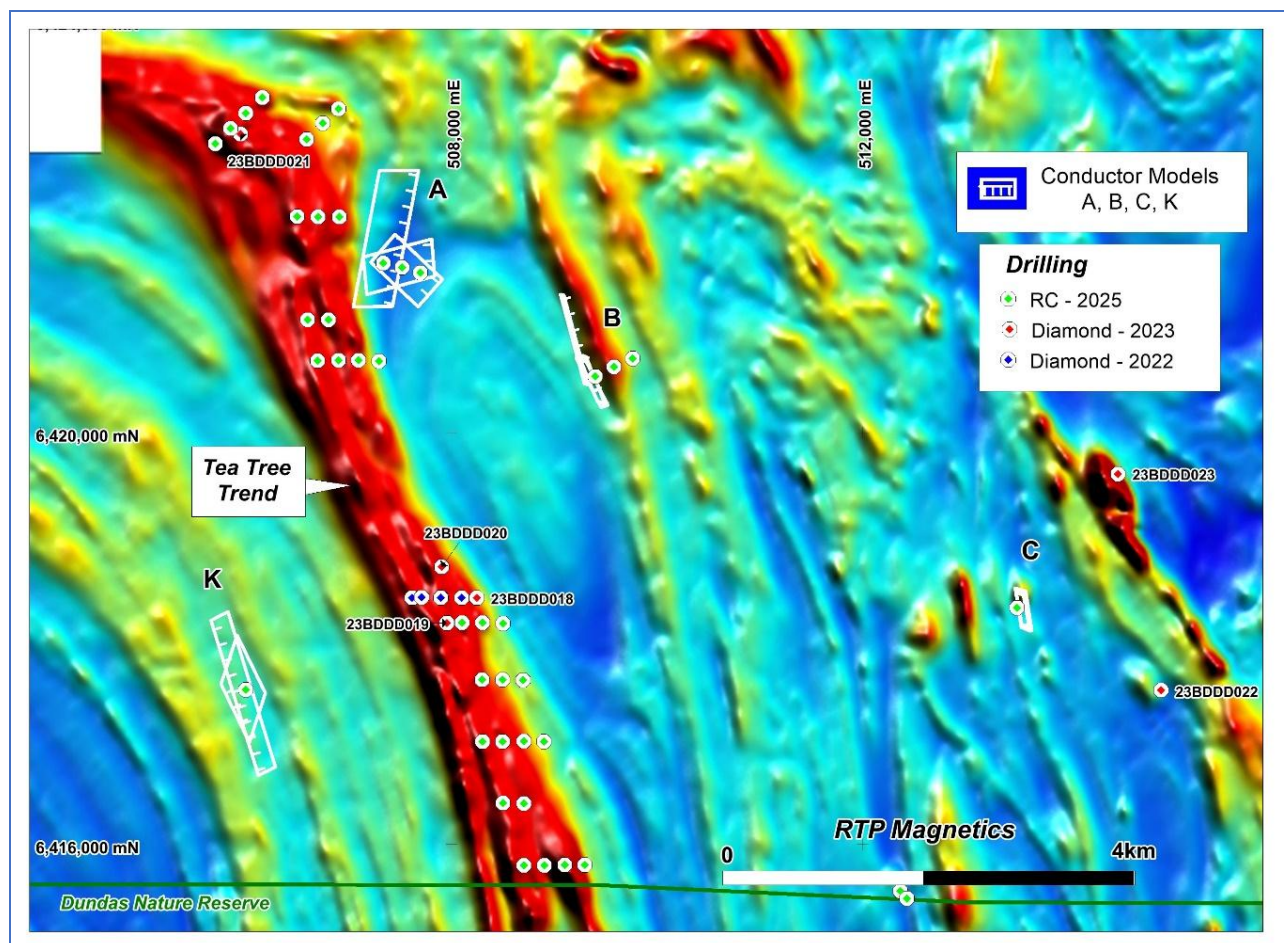 508,000 mE
512,000 mE
23BDDD021
A
Conductor Models
A, B, C, K
Drilling
RC - 2025
Diamond - 2023
Diamond - 2022
B
6,420,000 mN
Tea Tree
Trend
23BDDD023
23BDDD020
C
K
23BDDD018
23BDDD019
23BDDD022
RTP Magnetics
6,416,000 mN
0
4km
Dundas Nature Reserve